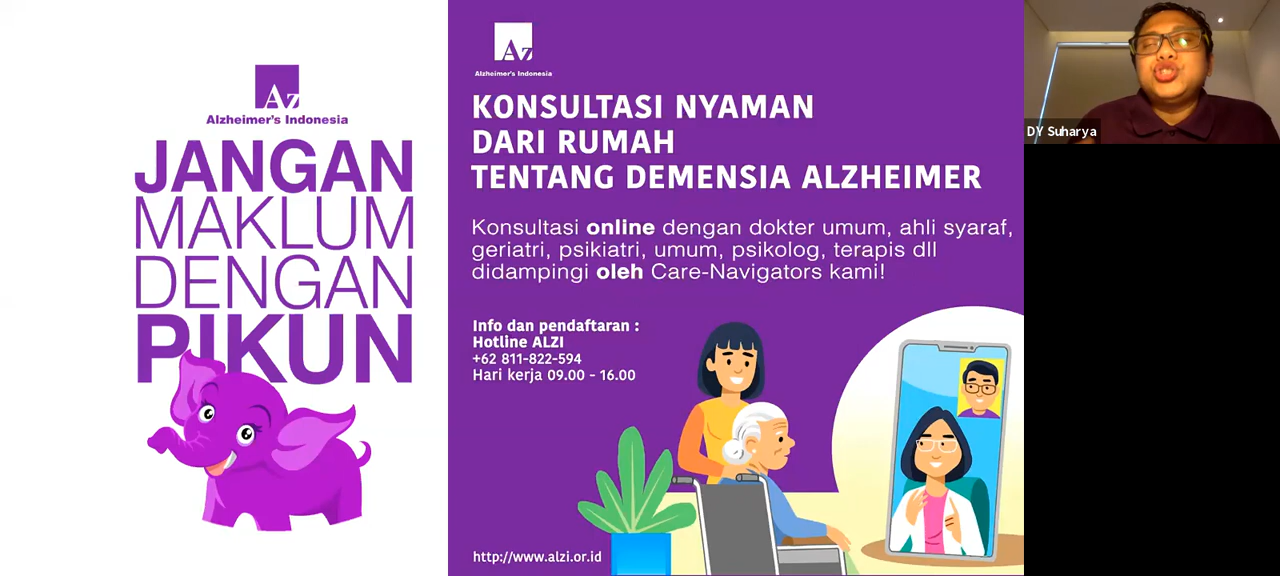 Az
Alzheimer's Indonesia
JANGAN
MAKLUM
DENGAN
PIKUN
Az
Alzheimer's Indonesia
KONSULTASI NYAMAN
DARI RUMAH
TENTANG DEMENSIA ALZHEIMER
Konsultasi online dengan dokter umum, ahli syaraf,
geriatri, psikiatri, umum, psikolog, terapis dll
didampingi oleh Care-Navigators kami!
Info dan pendaftaran :
Hotline ALZI
+62 811-822-594
Hari kerja 09.00 - 16.00
http://www.alzi.or.id
DY Suharya